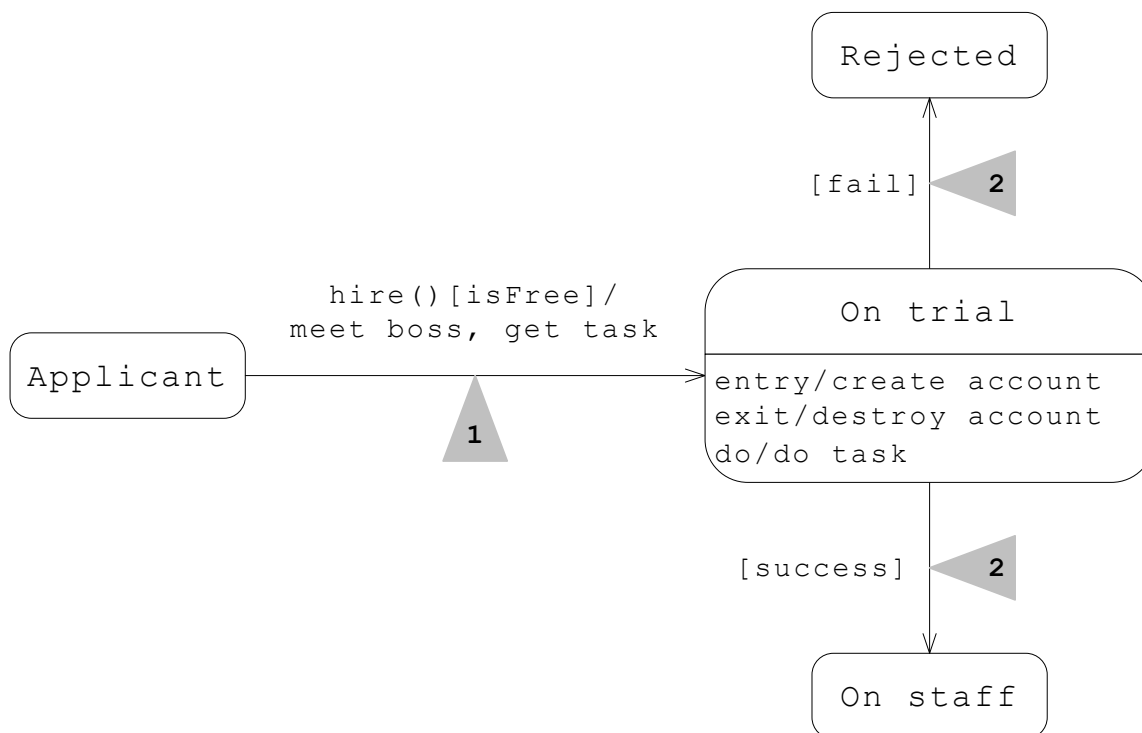 Rejected
[fail]
2
hire()[isFree]/
meet boss, get task
On trial
Applicant
entry/create account
exit/destroy account
do/do task
1
[success]
2
On staff